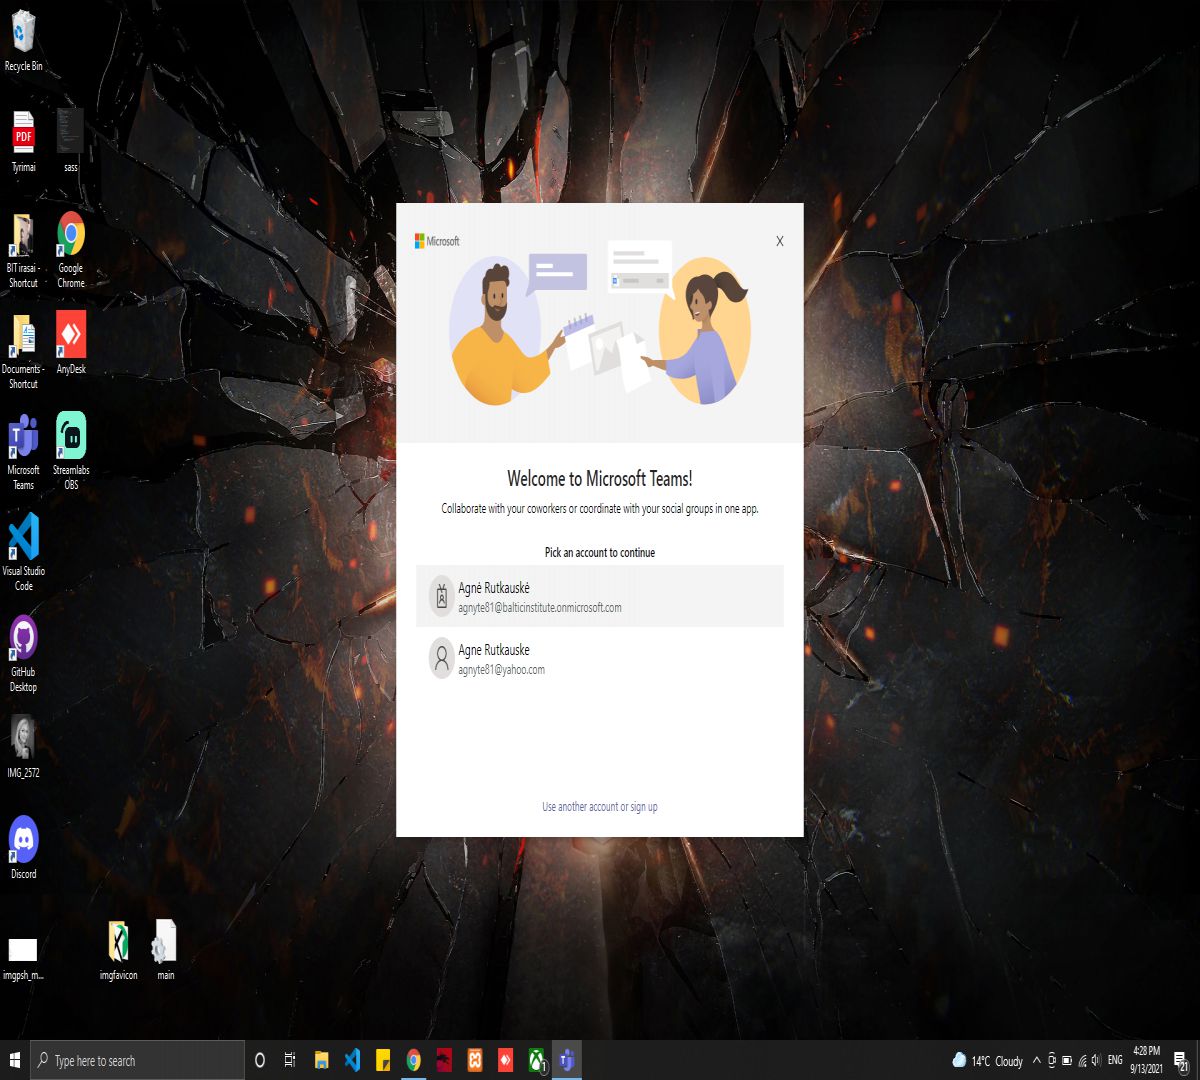 Recycle Bin
PDF
Tyrimai
sass
BIT irasai -
Shortcut
Google
Chrome
Documents -
Shortcut
AnyDesk
Microsoft
Teams
Streamlabs
OBS
Visual Studio
Code
GitHub
Desktop
IMG_2572
Discord
imgpsh_m...
imgfavicon
main
Microsoft
X
Welcome to Microsoft Teams!
Collaborate with your coworkers or coordinate with your social groups in one app.
Pick an account to continue
Agnė Rutkauskė
agnyte81@balticinstitute.onmicrosoft.com
Agne Rutkauske
agnyte81@yahoo.com
Use another account or sign up
Type here to search
1
14°C Cloudy
ENG
4:28 PM
9/13/2021
21